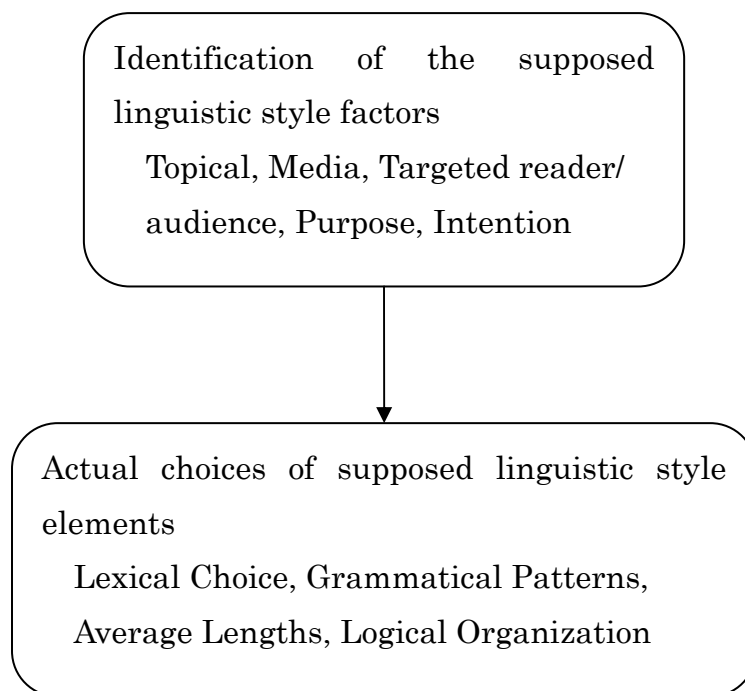 Identification of the supposed
linguistic style factors
Topical, Media, Targeted reader/
audience, Purpose, Intention
Actual choices of supposed linguistic style
elements
Lexical Choice, Grammatical Patterns,
Average Lengths, Logical Organization